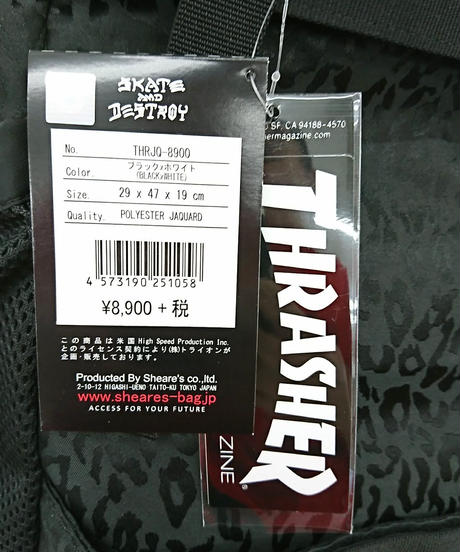 SKATE
AND
DESTROY
No. THRJQ-8900
Color. ブラック×ホワイト
(BLACK×WHITE)
Size. 29 x 47 x 19 cm
Quality. POLYESTER JAQUARD
4 573190 251058
¥8,900 + 税
この商品は米国High Speed Production Inc.
とのライセンス契約により(株)トライオンが
企画・販売しております。
Producted By Sheare's co.,ltd.
2-10-12 HIGASHI-UENO TAITO-KU TOKYO JAPAN
www.sheares-bag.jp
ACCESS FOR YOUR FUTURE
SF, CA 94188-4570
hermagazine.com
THRASHER
ZINE
®